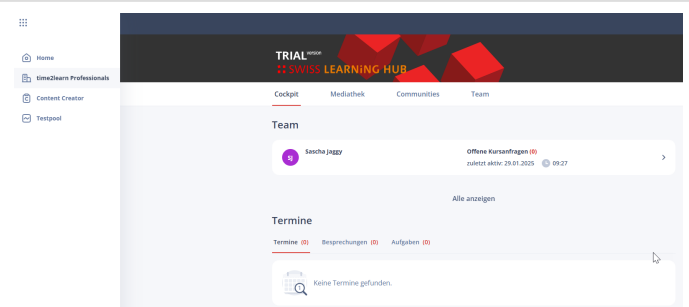 Home
time2learn Professionals
Content Creator
Testpool
TRIAL version
SWISS LEARNING HUB
Cockpit Mediathek Communities Team
Team
SJ
Sascha Jaggy
Offene Kursanfragen (0)
zuletzt aktiv: 29.01.2025 09:27
Alle anzeigen
Termine
Termine (0) Besprechungen (0) Aufgaben (0)
Keine Termine gefunden.